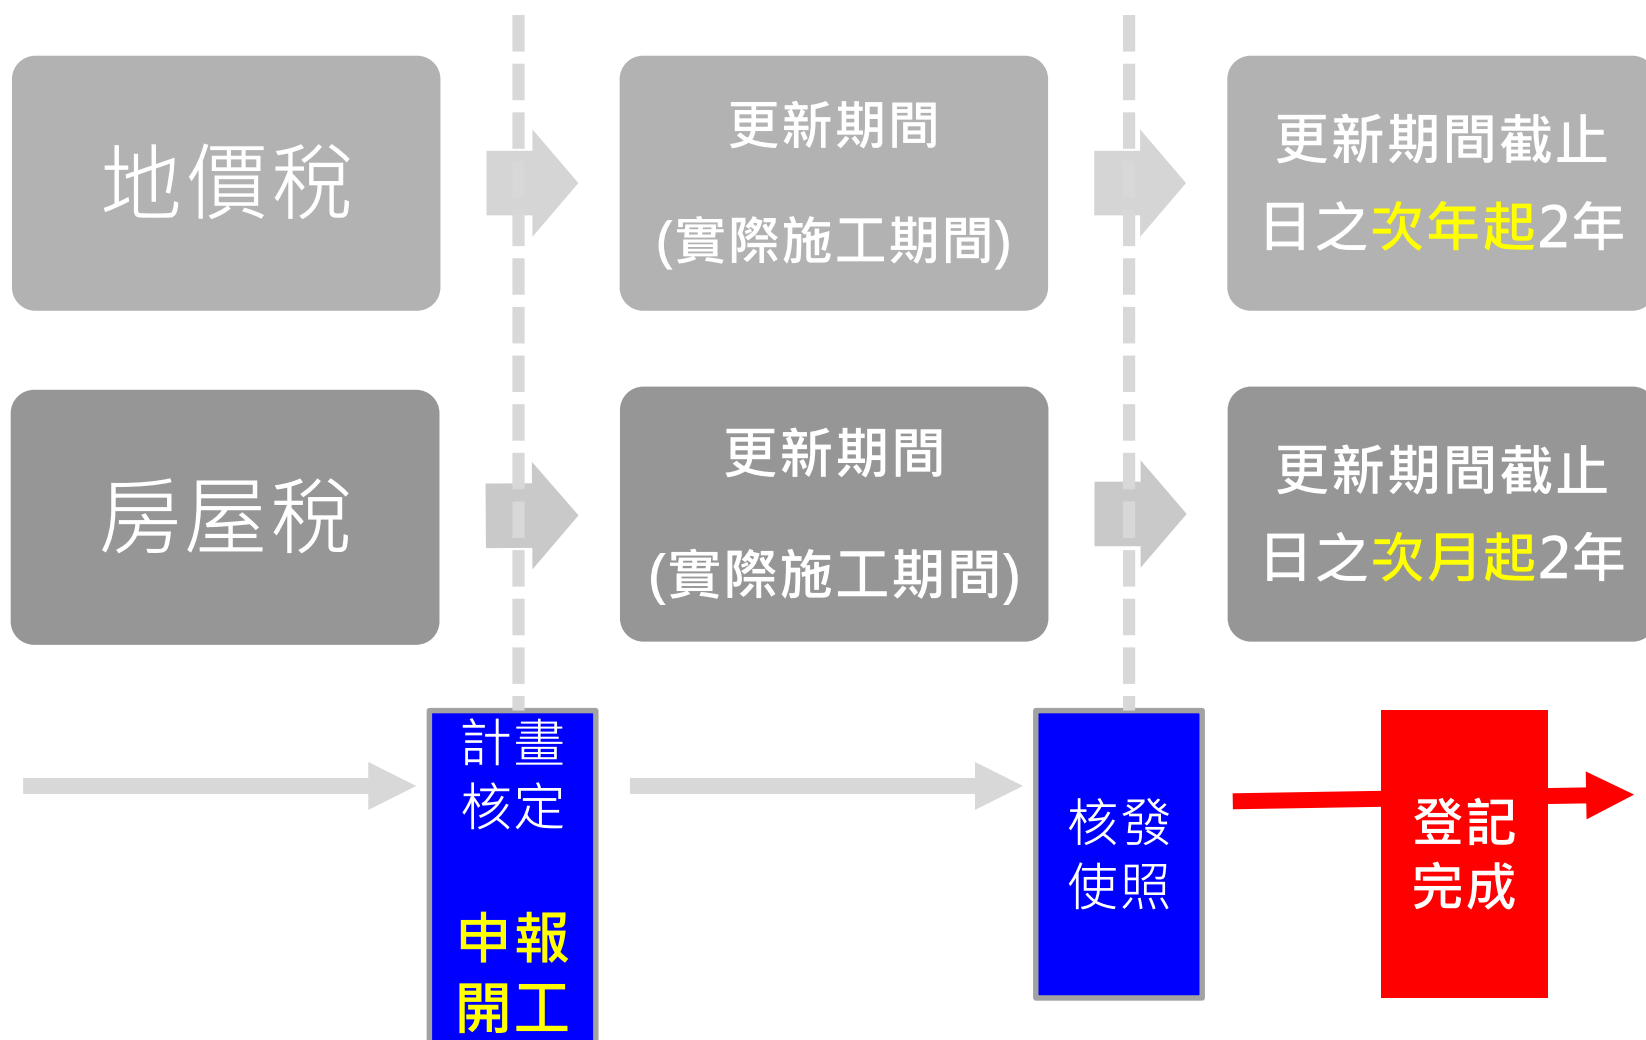 地價稅
更新期間
(實際施工期間)
更新期間截止
日之次年起2年
房屋稅
更新期間
(實際施工期間)
更新期間截止
日之次月起2年
計畫
核定
申報
開工
核發
使照
登記
完成